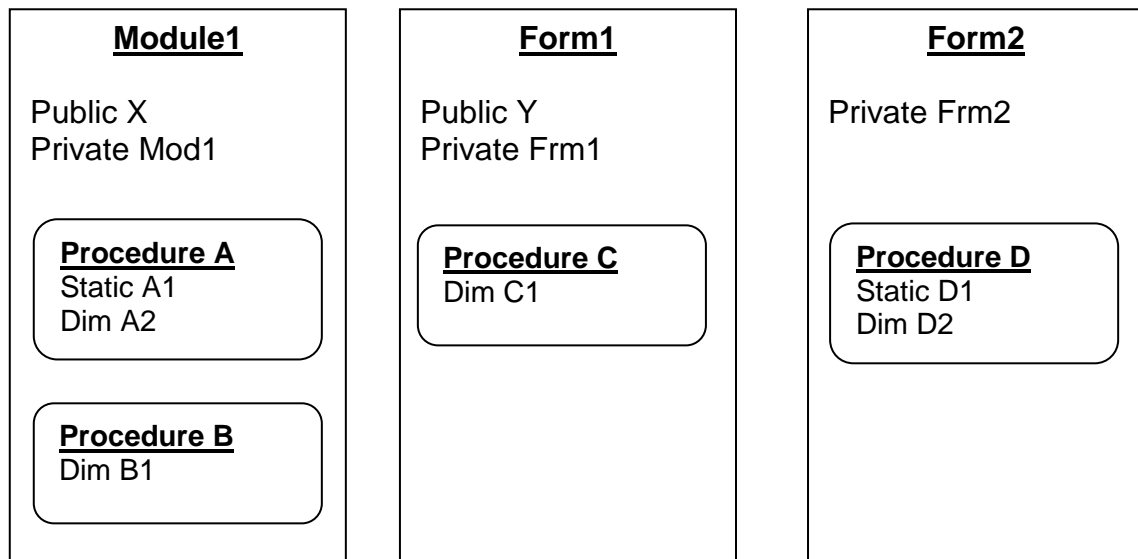 Module1
Public X
Private Mod1
Procedure A
Static A1
Dim A2
Procedure B
Dim B1
Form1
Public Y
Private Frm1
Procedure C
Dim C1
Form2
Private Frm2
Procedure D
Static D1
Dim D2